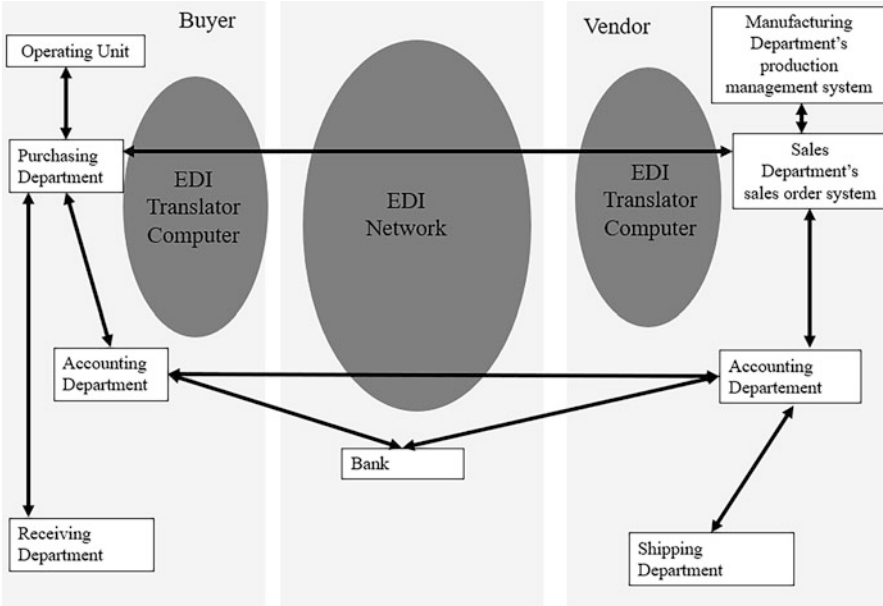 Buyer
Operating Unit
Purchasing
Department
EDI
Translator
Computer
Accounting
Department
Receiving
Department
EDI
Network
Bank
Vendor
Manufacturing
Department’s
production
management system
Sales
Department’s
sales order system
EDI
Translator
Computer
Accounting
Departement
Shipping
Department